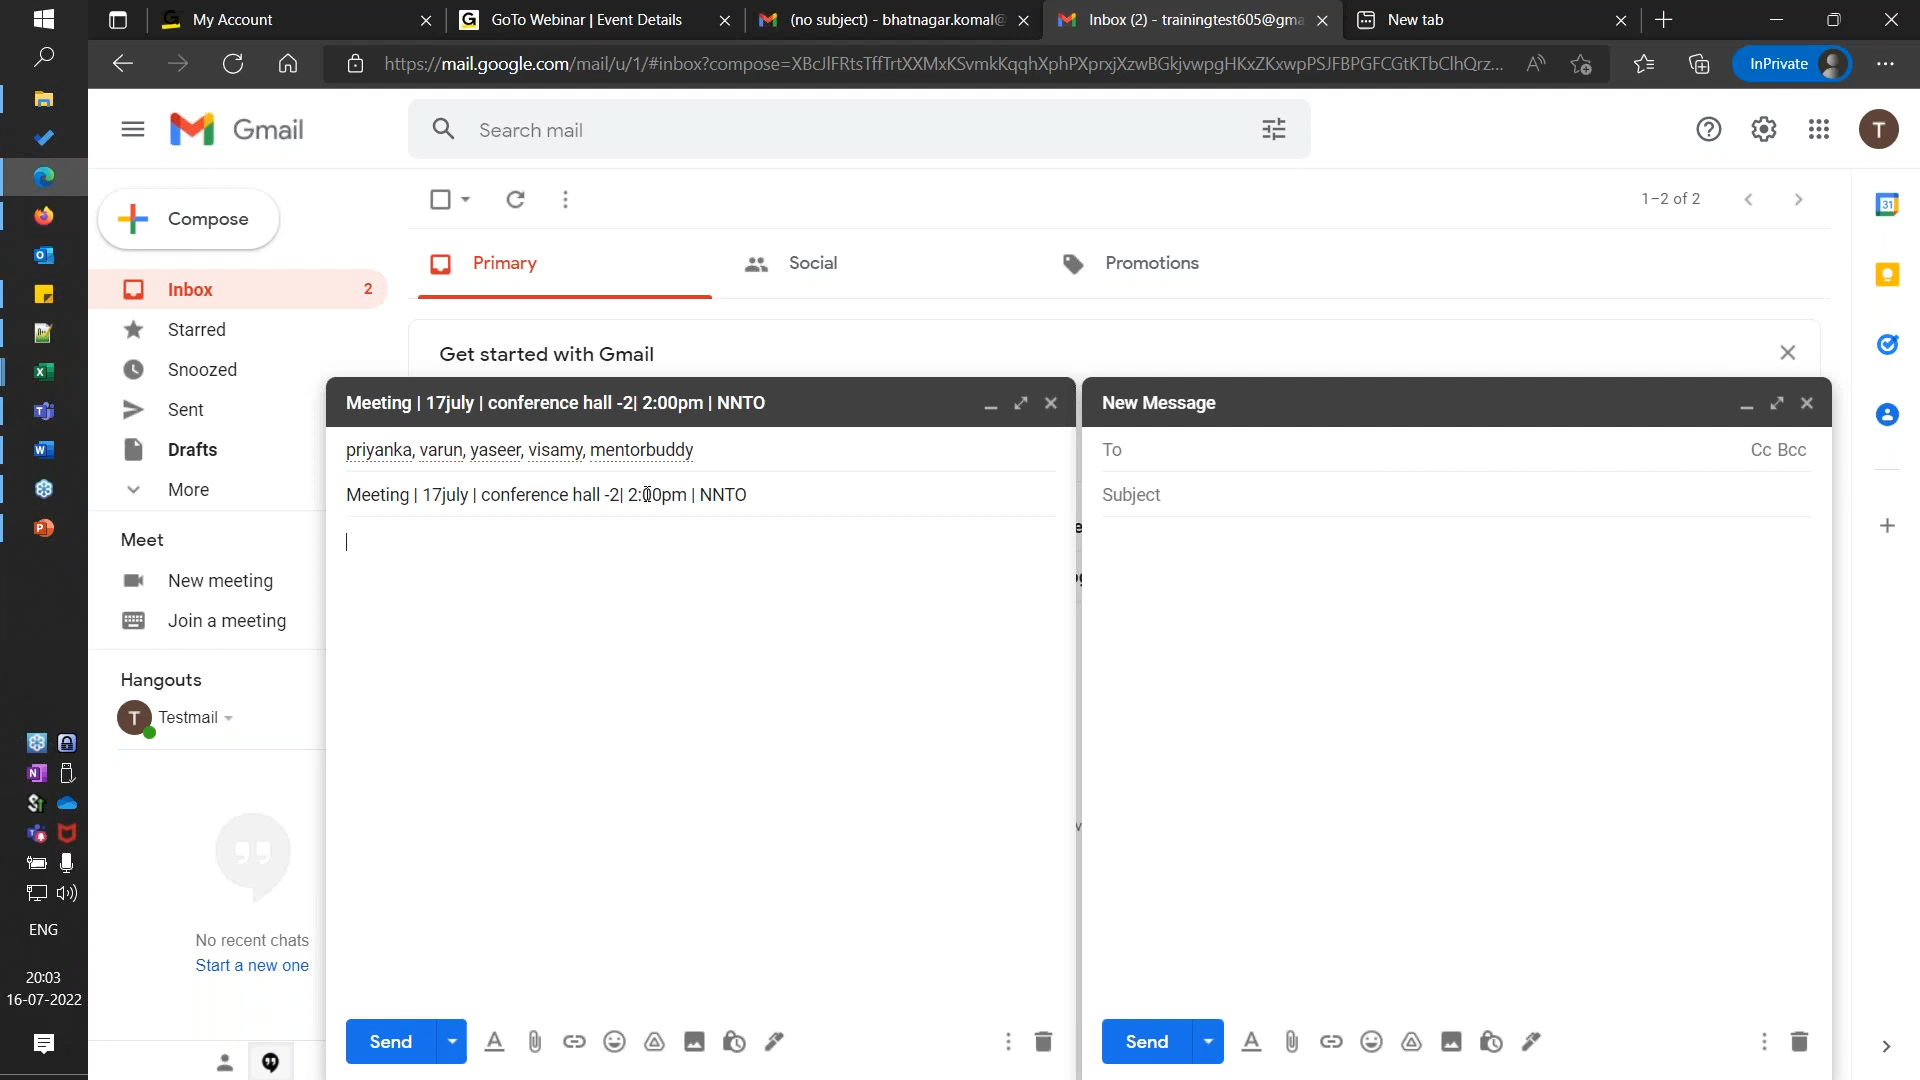 My Account
GoTo Webinar | Event Details
(no subject) - bhatnagar.komal@
Inbox (2) - trainingtest605@gma
New tab
https://mail.google.com/mail/u/1/#inbox?compose=XBcJlFRtsTffTrtXXMxKSvmkKqqhXphPXprxjXzwBGkjvwpgHKxZKxwpPSJFBPGFCGtKTbClhQrz...
InPrivate
Gmail
Search mail
T
Compose
1–2 of 2
Primary
Social
Promotions
Inbox 2
Starred
Snoozed
Sent
Drafts
More
Get started with Gmail
Meeting | 17july | conference hall -2| 2:00pm | NNTO
priyanka, varun, yaseer, visamy, mentorbuddy
Meeting | 17july | conference hall -2| 2:00pm | NNTO
New Message
To
Cc Bcc
Subject
Meet
New meeting
Join a meeting
Hangouts
T
Testmail
No recent chats
Start a new one
Send
Send
31
ENG
20:03
16-07-2022